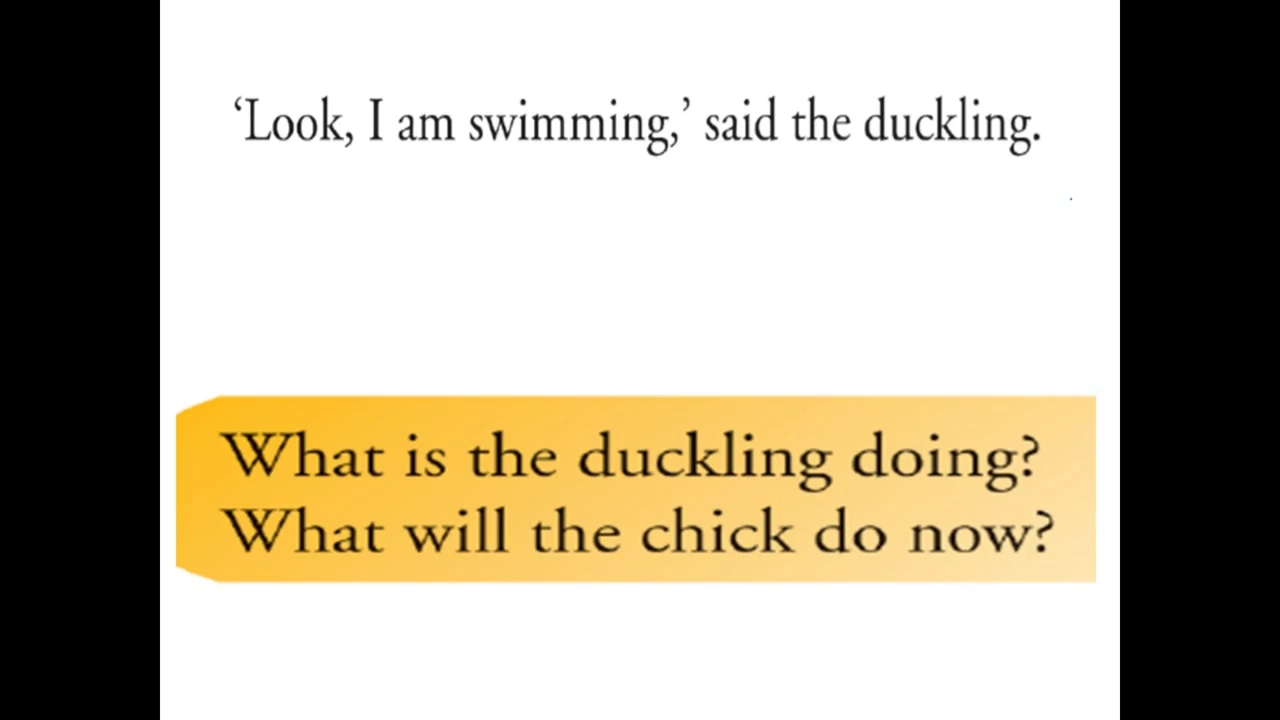 ‘Look, I am swimming,’ said the duckling.
What is the duckling doing?
What will the chick do now?